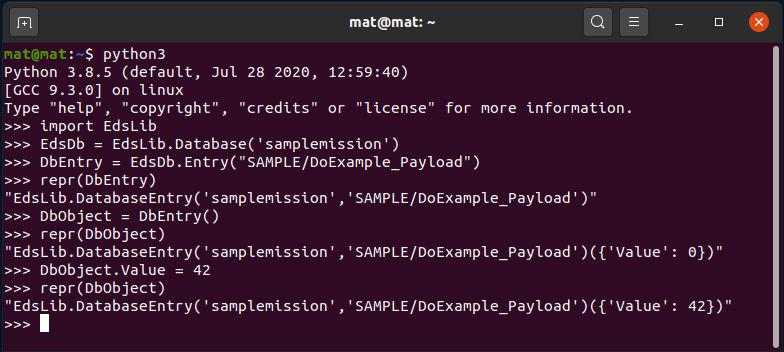 mat@mat: ~
mat@mat:~$ python3
Python 3.8.5 (default, Jul 28 2020, 12:59:40)
[GCC 9.3.0] on linux
Type "help", "copyright", "credits" or "license" for more information.
>>> import EdsLib
>>> EdsDb = EdsLib.Database('samplemission')
>>> DbEntry = EdsDb.Entry("SAMPLE/DoExample_Payload")
>>> repr(DbEntry)
"EdsLib.DatabaseEntry('samplemission','SAMPLE/DoExample_Payload')"
>>> DbObject = DbEntry()
>>> repr(DbObject)
"EdsLib.DatabaseEntry('samplemission','SAMPLE/DoExample_Payload')({'Value': 0})"
>>> DbObject.Value = 42
>>> repr(DbObject)
"EdsLib.DatabaseEntry('samplemission','SAMPLE/DoExample_Payload')({'Value': 42})"
>>>